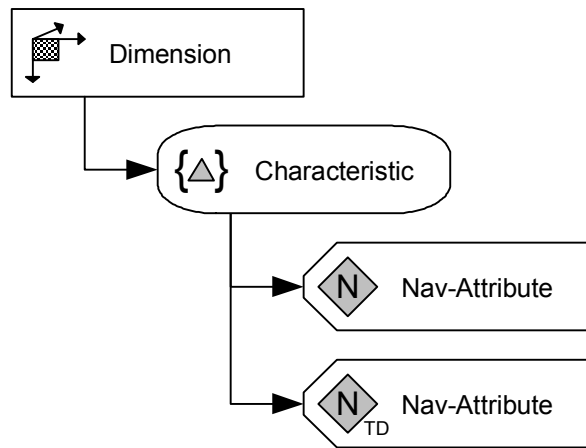 Dimension
{ } Characteristic
N Nav-Attribute
N TD Nav-Attribute